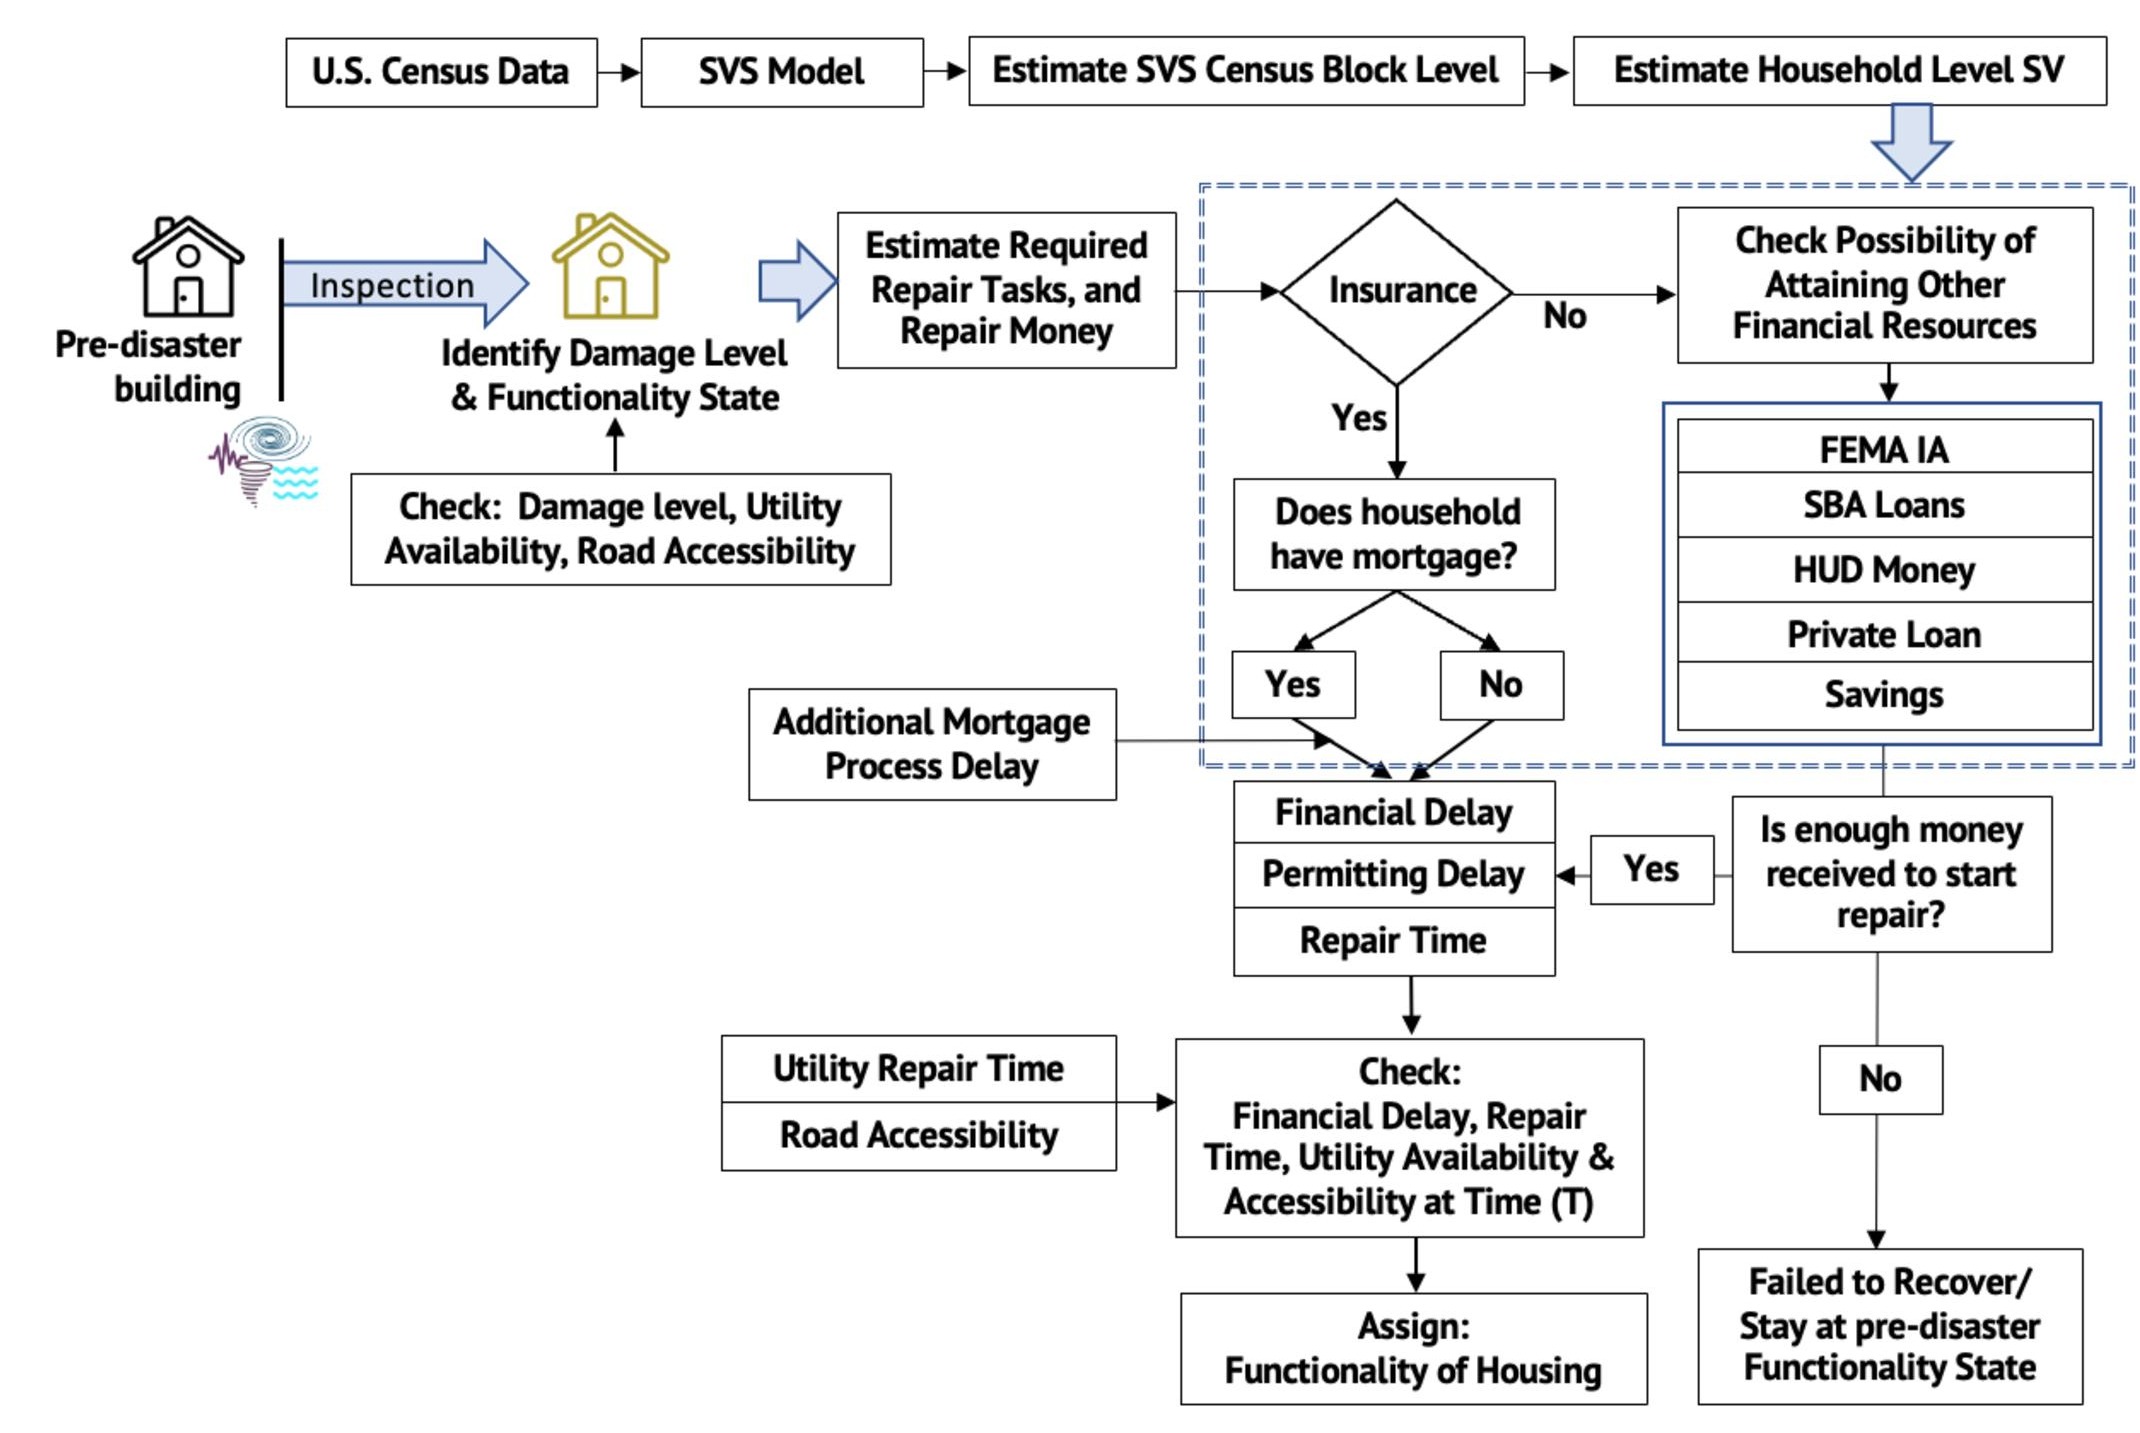 U.S. Census Data
SVS Model
Estimate SVS Census Block Level
Estimate Household Level SV
Pre-disaster
building
Inspection
Identify Damage Level
& Functionality State
Check:  Damage level, Utility
Availability, Road Accessibility
Estimate Required
Repair Tasks, and
Repair Money
Insurance
No
Yes
Check Possibility of
Attaining Other
Financial Resources
FEMA IA
SBA Loans
HUD Money
Private Loan
Savings
Does household
have mortgage?
Yes
No
Additional Mortgage
Process Delay
Financial Delay
Permitting Delay
Repair Time
Yes
Is enough money
received to start
repair?
No
Utility Repair Time
Road Accessibility
Check:
Financial Delay, Repair
Time, Utility Availability &
Accessibility at Time (T)
Assign:
Functionality of Housing
Failed to Recover/
Stay at pre-disaster
Functionality State